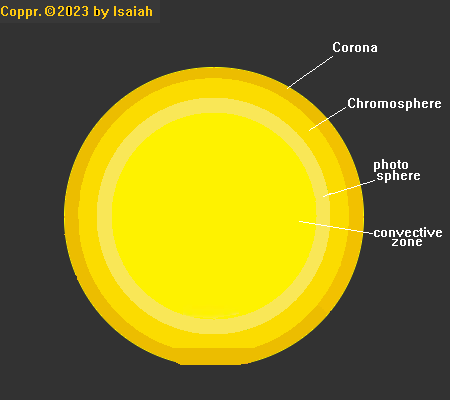 Coppr. ©2023 by Isaiah
Corona
Chromosphere
photo
sphere
convective
zone